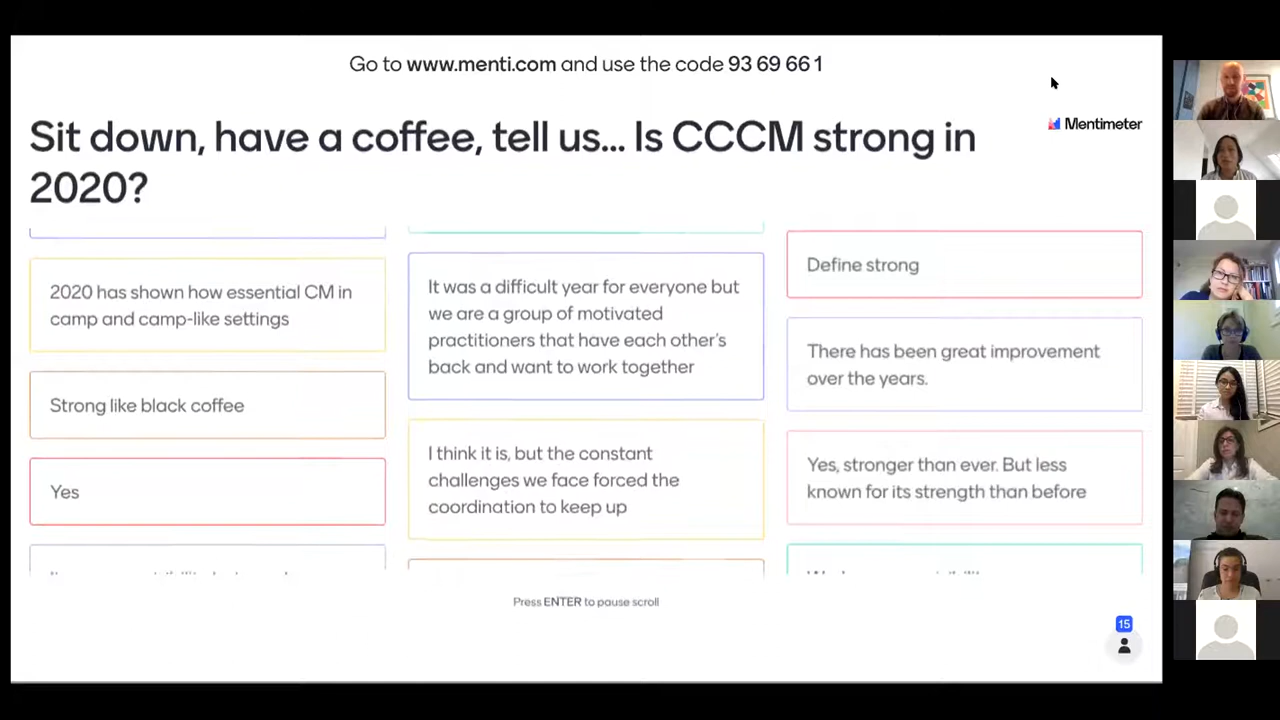 Go to www.menti.com and use the code 93 69 66 1
Mentimeter
Sit down, have a coffee, tell us... Is CCCM strong in
2020?
2020 has shown how essential CM in
camp and camp-like settings
Strong like black coffee
Yes
It was a difficult year for everyone but
we are a group of motivated
practitioners that have each other's
back and want to work together
I think it is, but the constant
challenges we face forced the
coordination to keep up
Define strong
There has been great improvement
over the years.
Yes, stronger than ever. But less
known for its strength than before
Press ENTER to pause scroll
15